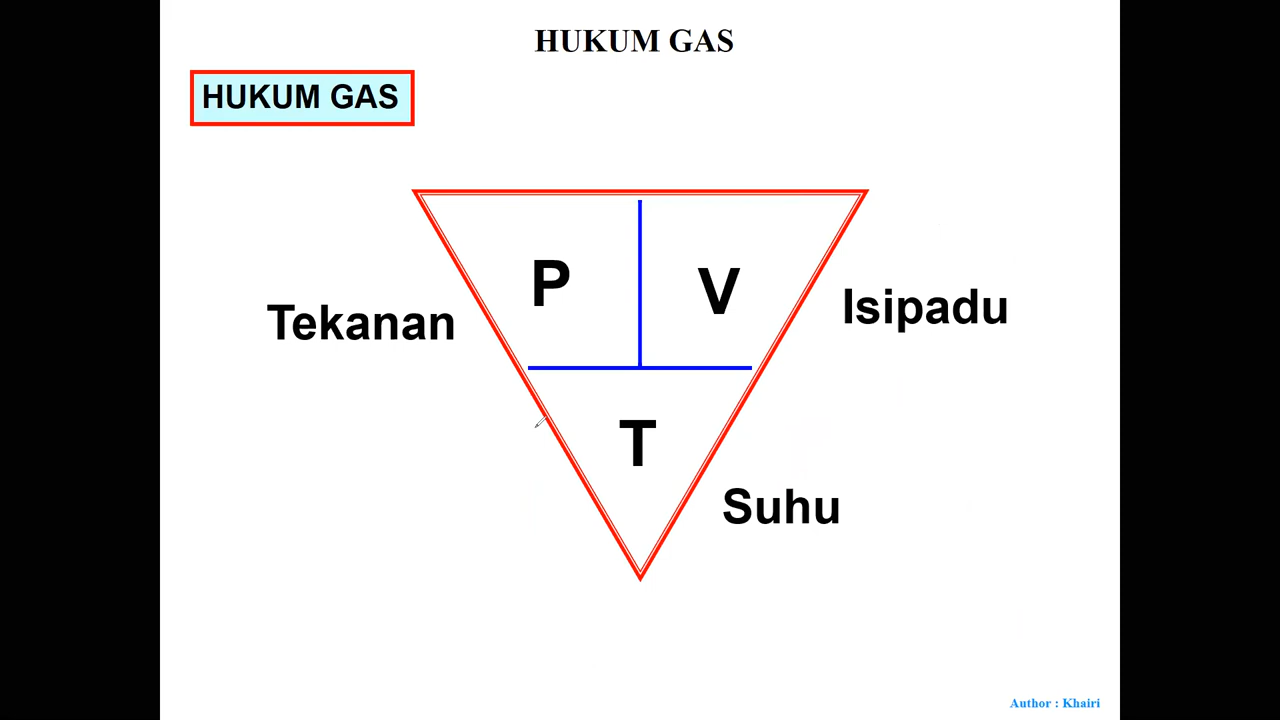 HUKUM GAS
HUKUM GAS
P
V
Tekanan
Isipadu
T
Suhu
Author : Khairi